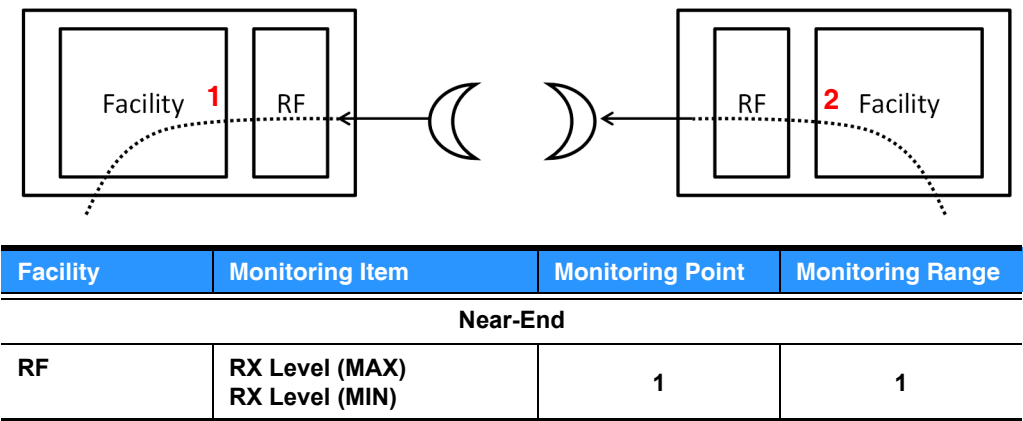 Facility 1 RF RF 2 Facility
Facility Monitoring Item Monitoring Point Monitoring Range
Near-End
RF RX Level (MAX) 1 1
RX Level (MIN)